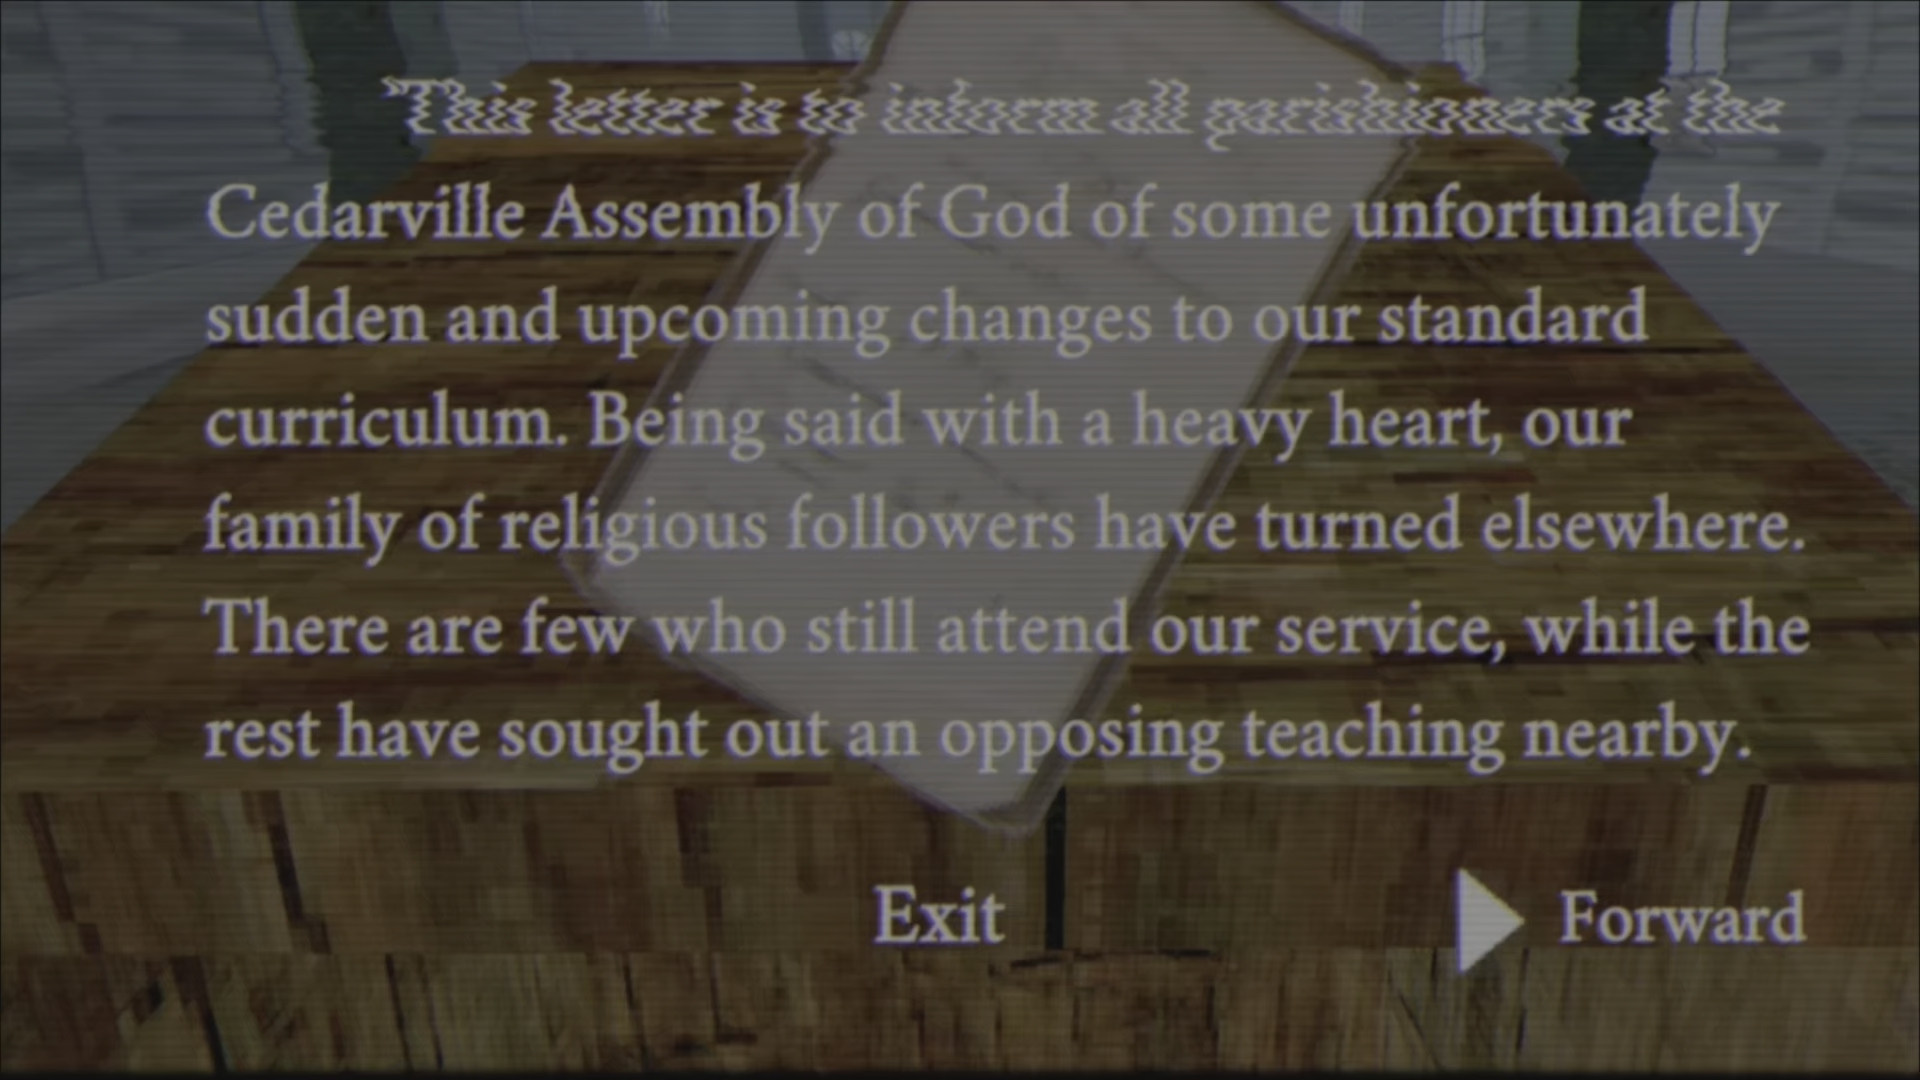 "This letter is to inform all parishioners at the
Cedarville Assembly of God of some unfortunately
sudden and upcoming changes to our standard
curriculum. Being said with a heavy heart, our
family of religious followers have turned elsewhere.
There are few who still attend our service, while the
rest have sought out an opposing teaching nearby.
Exit
Forward